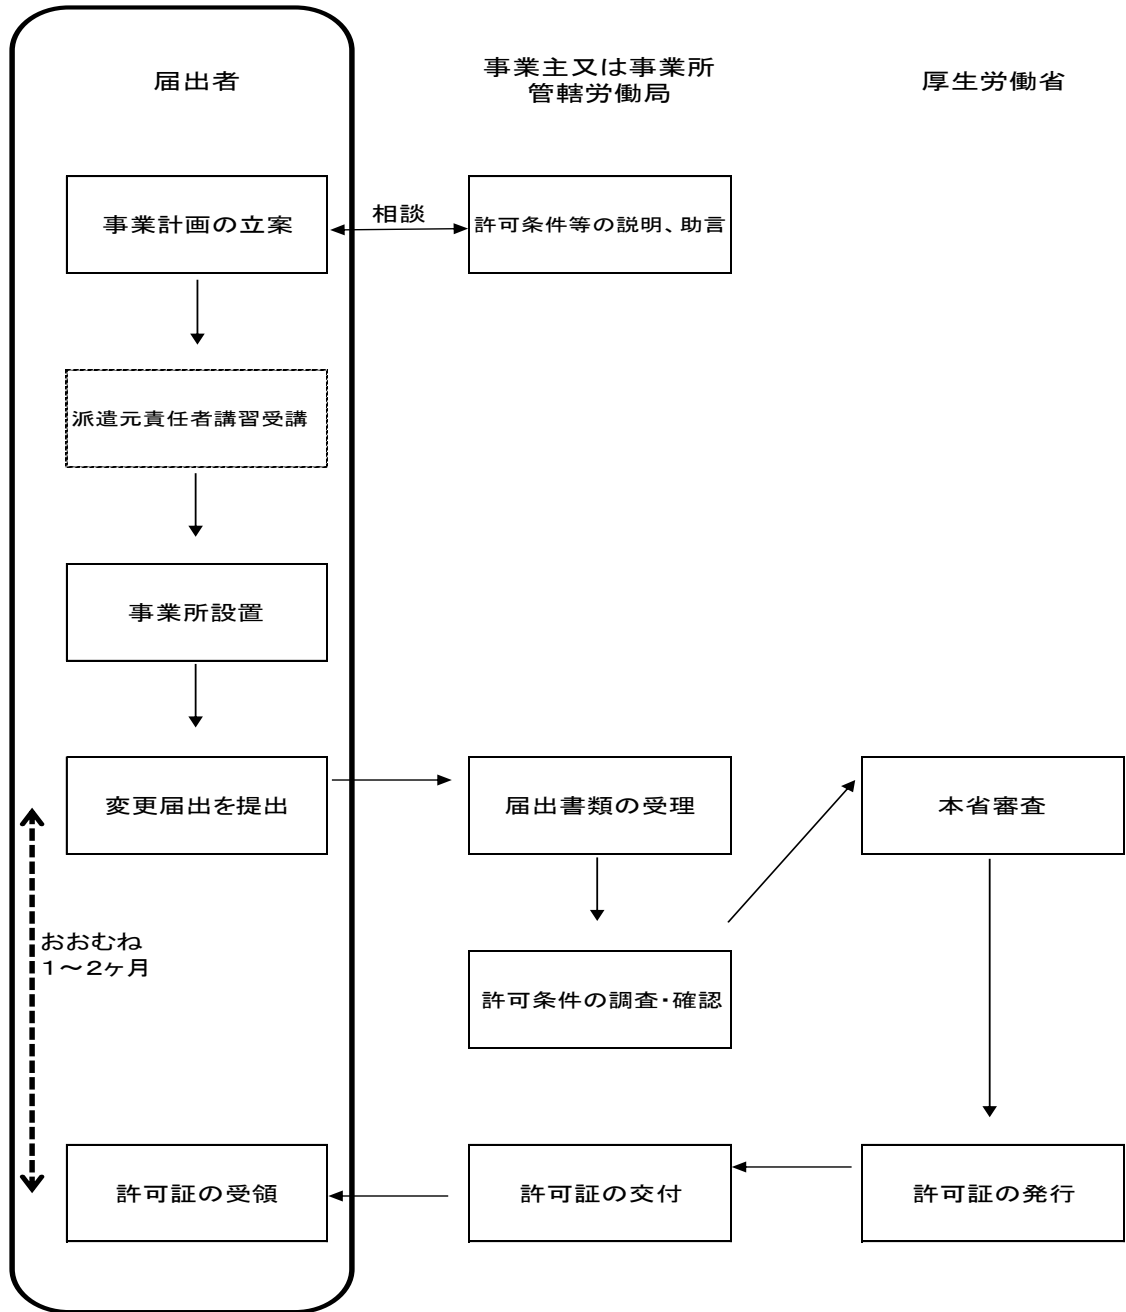 届出者
事業主又は事業所
管轄労働局
厚生労働省
事業計画の立案
相談
許可条件等の説明、助言
派遣元責任者講習受講
事業所設置
変更届出を提出
届出書類の受理
本省審査
おおむね
1～2ヶ月
許可条件の調査・確認
許可証の受領
許可証の交付
許可証の発行